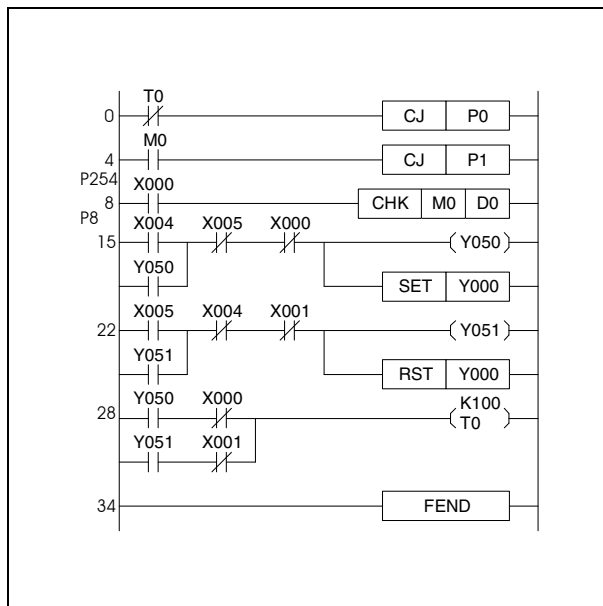 T0
0 CJ P0
M0
4 CJ P1
P254 X000
8 CHK M0 D0
P8 X004 X005 X000
15 Y050
Y050
SET Y000
X005 X004 X001
22 Y051
Y051
RST Y000
Y050 X000 K100
28 T0
Y051 X001
34 FEND